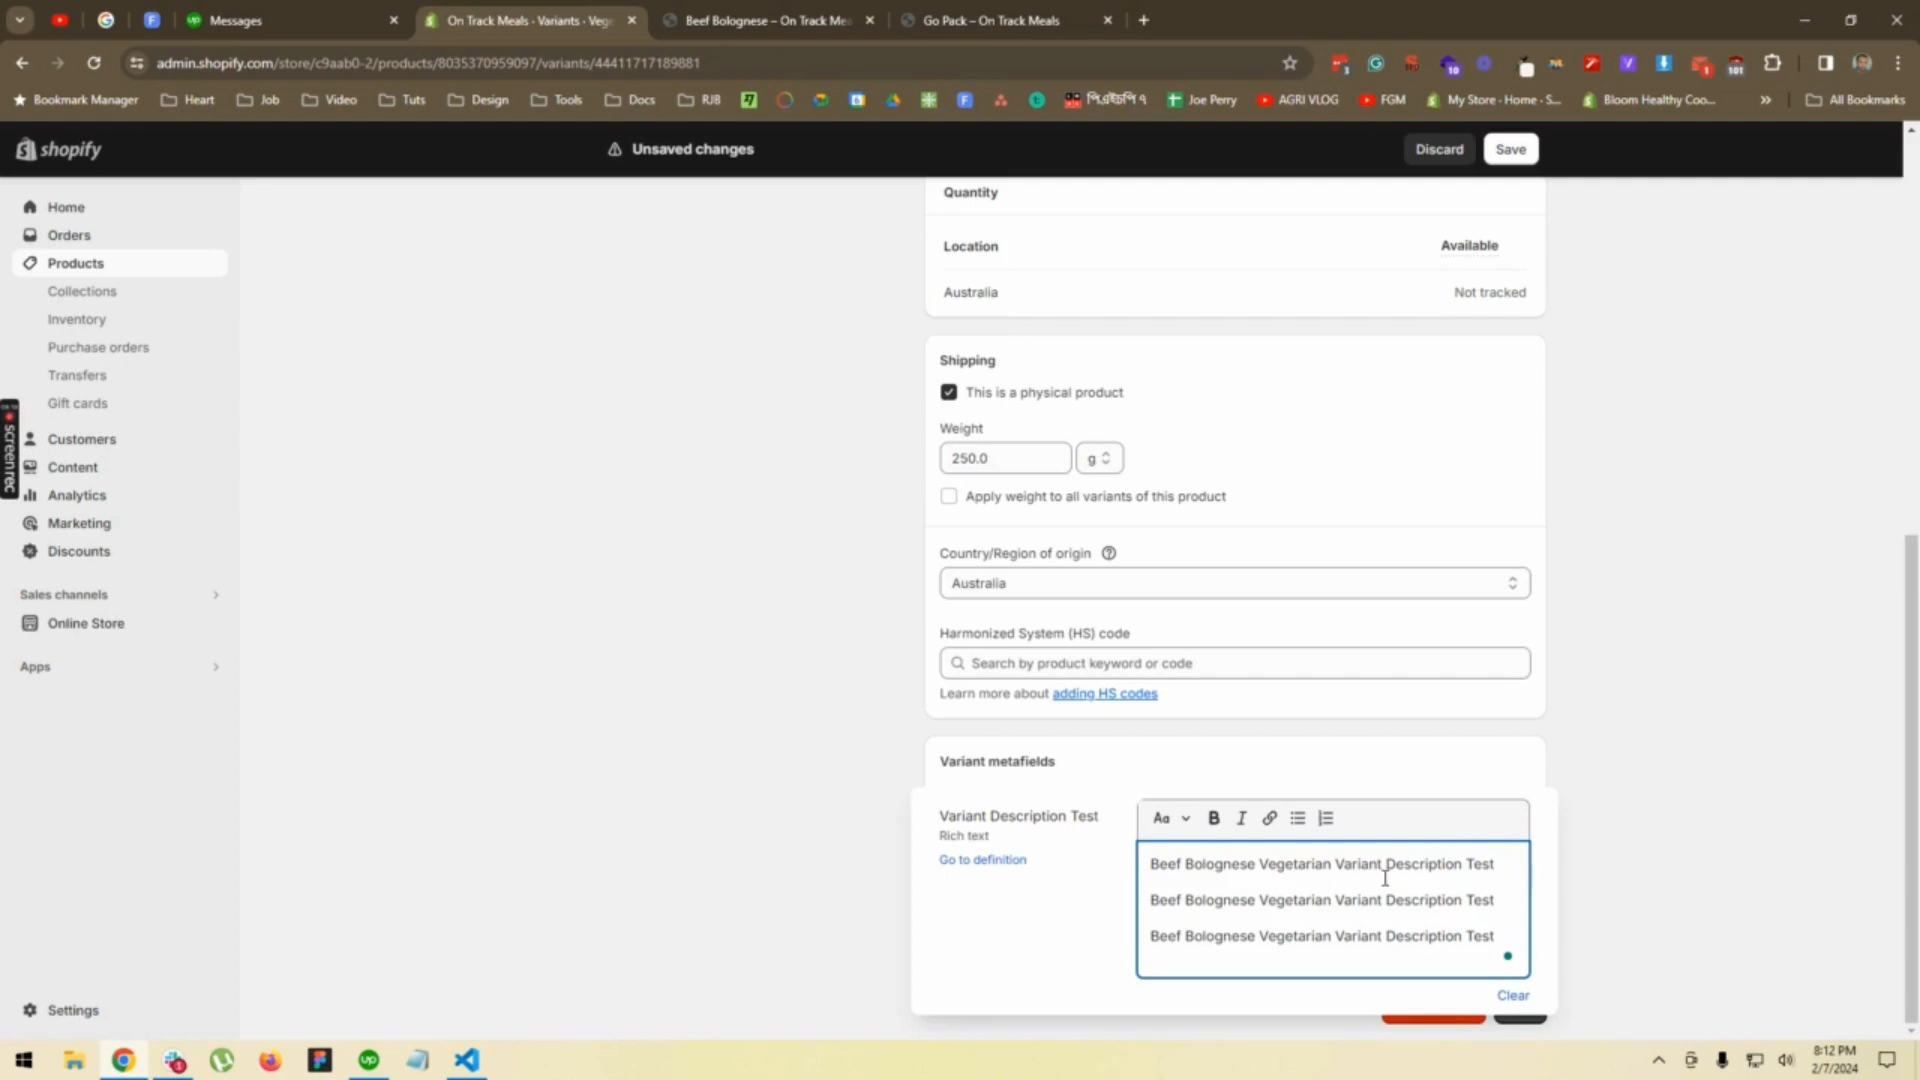 Messages
On Track Meals · Variants · Vege
Beef Bolognese – On Track Me
Go Pack – On Track Meals
admin.shopify.com/store/c9aab0-2/products/8035370959097/variants/44411717189881
Bookmark Manager
Heart
Job
Video
Tuts
Design
Tools
Docs
RJB
Joe Perry
AGRI VLOG
FGM
My Store · Home · S...
Bloom Healthy Coo...
All Bookmarks
shopify
Unsaved changes
Discard
Save
Home
Orders
Products
Collections
Inventory
Purchase orders
Transfers
Gift cards
Customers
Content
Analytics
Marketing
Discounts
Sales channels
Online Store
Apps
Settings
screenrec
Quantity
Location
Available
Australia
Not tracked
Shipping
This is a physical product
Weight
250.0
g
Apply weight to all variants of this product
Country/Region of origin
Australia
Harmonized System (HS) code
Search by product keyword or code
Learn more about adding HS codes
Variant metafields
Variant Description Test
Rich text
Go to definition
Aa
B
I
Beef Bolognese Vegetarian Variant Description Test
Beef Bolognese Vegetarian Variant Description Test
Beef Bolognese Vegetarian Variant Description Test
Clear
8:12 PM
2/7/2024